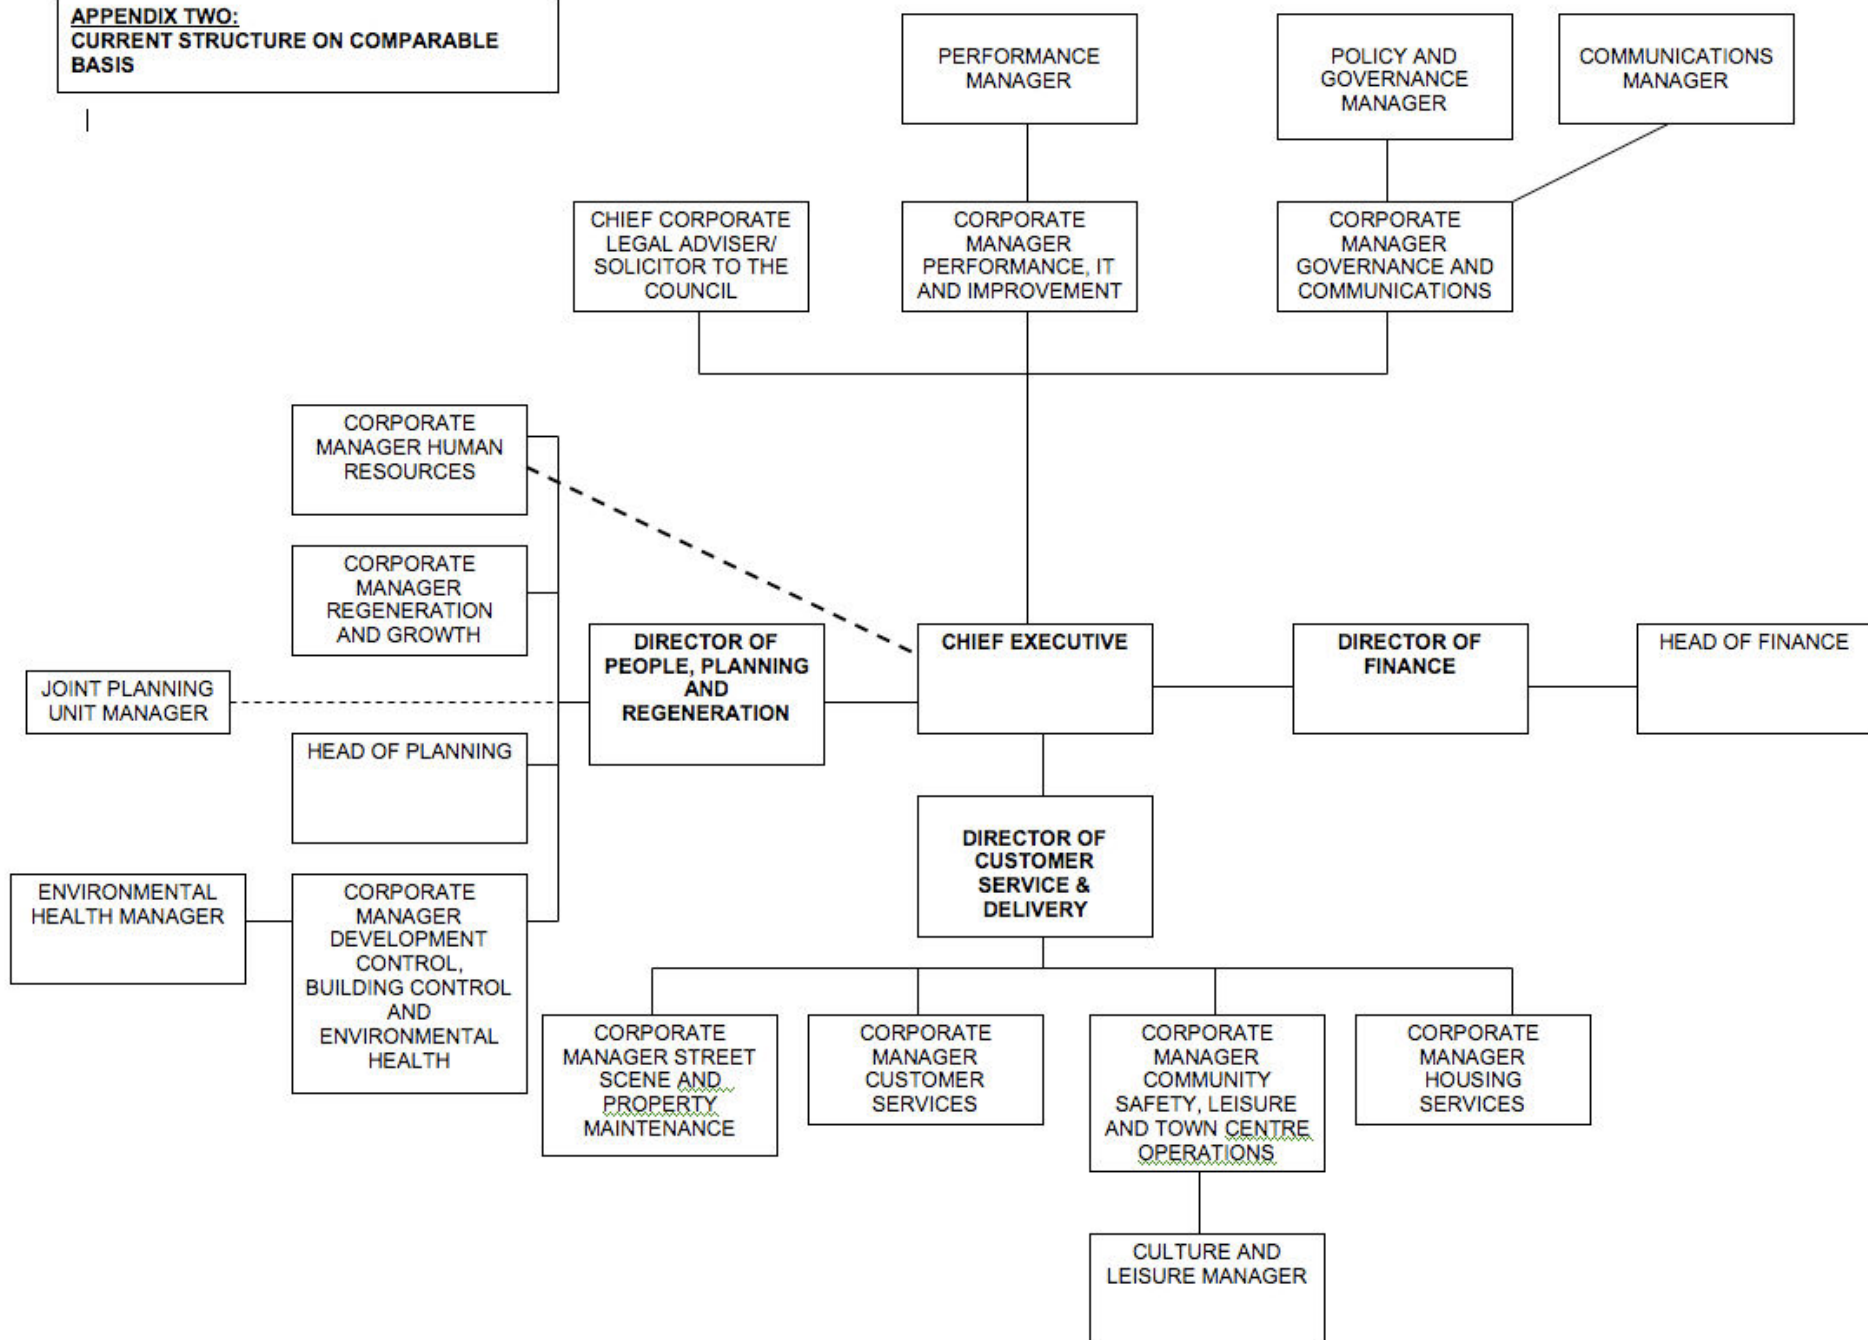 APPENDIX TWO:
CURRENT STRUCTURE ON COMPARABLE
BASIS
PERFORMANCE
MANAGER
POLICY AND
GOVERNANCE
MANAGER
COMMUNICATIONS
MANAGER
CHIEF CORPORATE
LEGAL ADVISER/
SOLICITOR TO THE
COUNCIL
CORPORATE
MANAGER
PERFORMANCE, IT
AND IMPROVEMENT
CORPORATE
MANAGER
GOVERNANCE AND
COMMUNICATIONS
CORPORATE
MANAGER HUMAN
RESOURCES
CORPORATE
MANAGER
REGENERATION
AND GROWTH
JOINT PLANNING
UNIT MANAGER
DIRECTOR OF
PEOPLE, PLANNING
AND
REGENERATION
CHIEF EXECUTIVE
DIRECTOR OF
FINANCE
HEAD OF FINANCE
HEAD OF PLANNING
ENVIRONMENTAL
HEALTH MANAGER
CORPORATE
MANAGER
DEVELOPMENT
CONTROL,
BUILDING CONTROL
AND
ENVIRONMENTAL
HEALTH
DIRECTOR OF
CUSTOMER
SERVICE &
DELIVERY
CORPORATE
MANAGER STREET
SCENE AND
PROPERTY
MAINTENANCE
CORPORATE
MANAGER
CUSTOMER
SERVICES
CORPORATE
MANAGER
COMMUNITY
SAFETY, LEISURE
AND TOWN CENTRE
OPERATIONS
CORPORATE
MANAGER
HOUSING
SERVICES
CULTURE AND
LEISURE MANAGER